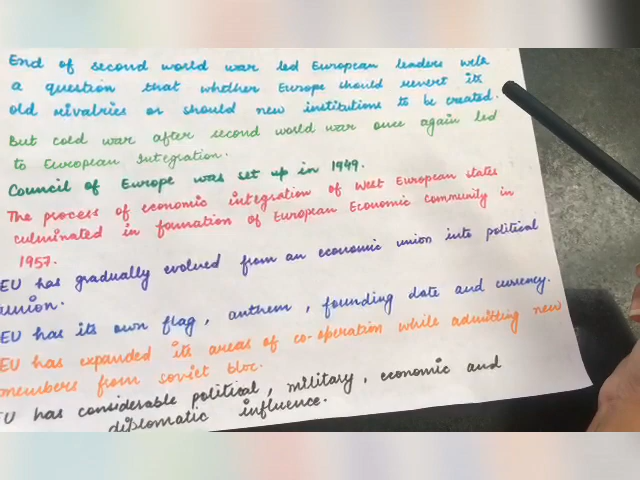 End of second world war led European leaders with
a question that whether Europe should revert its
old rivalries or should new institutions to be created.
But cold war after second world war once again led
to European Integration.
Council of Europe was set up in 1949.
The process of economic integration of West European states
culminated in formation of European Economic community in
1957.
EU has gradually evolved from an economic union into political
union.
EU has its own flag, anthem, founding date and currency.
EU has expanded its areas of co-operation while admitting new
members from soviet bloc.
EU has considerable political, military, economic and
diplomatic influence.